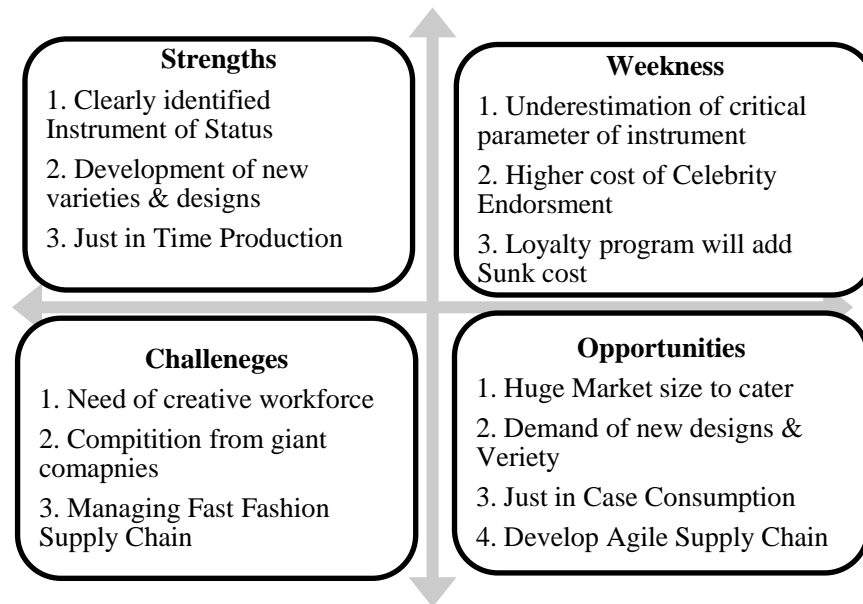 Strengths
1. Clearly identified
Instrument of Status
2. Development of new
varieties & designs
3. Just in Time Production
Weekness
1. Underestimation of critical
parameter of instrument
2. Higher cost of Celebrity
Endorsment
3. Loyalty program will add
Sunk cost
Challeneges
1. Need of creative workforce
2. Compitition from giant
comapnies
3. Managing Fast Fashion
Supply Chain
Opportunities
1. Huge Market size to cater
2. Demand of new designs &
Veriety
3. Just in Case Consumption
4. Develop Agile Supply Chain